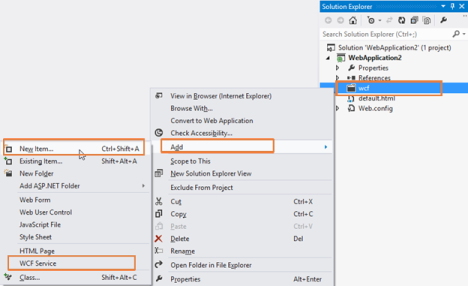 Solution Explorer
Search Solution Explorer (Ctrl+;)
Solution 'WebApplication2' (1 project)
WebApplication2
Properties
References
wcf
default.html
Web.config
View in Browser (Internet Explorer)
Browse With...
Convert to Web Application
Check Accessibility...
Add
Scope to This
New Solution Explorer View
Exclude From Project
Cut Ctrl+X
Copy Ctrl+C
Paste Ctrl+V
Delete Del
Rename
Open Folder in File Explorer
Properties Alt+Enter
New Item... Ctrl+Shift+A
Existing Item... Shift+Alt+A
New Folder
Add ASP.NET Folder
Web Form
Web User Control
JavaScript File
Style Sheet
HTML Page
WCF Service
Class... Shift+Alt+C